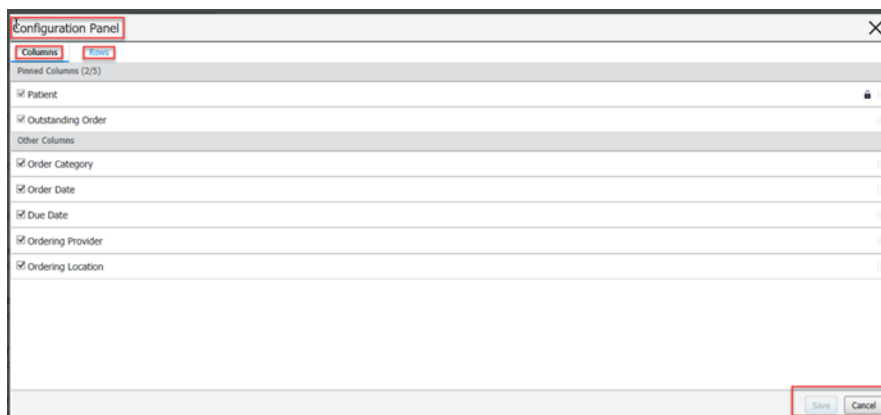 Configuration Panel
Columns Rows
Pinned Columns (2/5)
Patient
Outstanding Order
Other Columns
Order Category
Order Date
Due Date
Ordering Provider
Ordering Location
Save Cancel